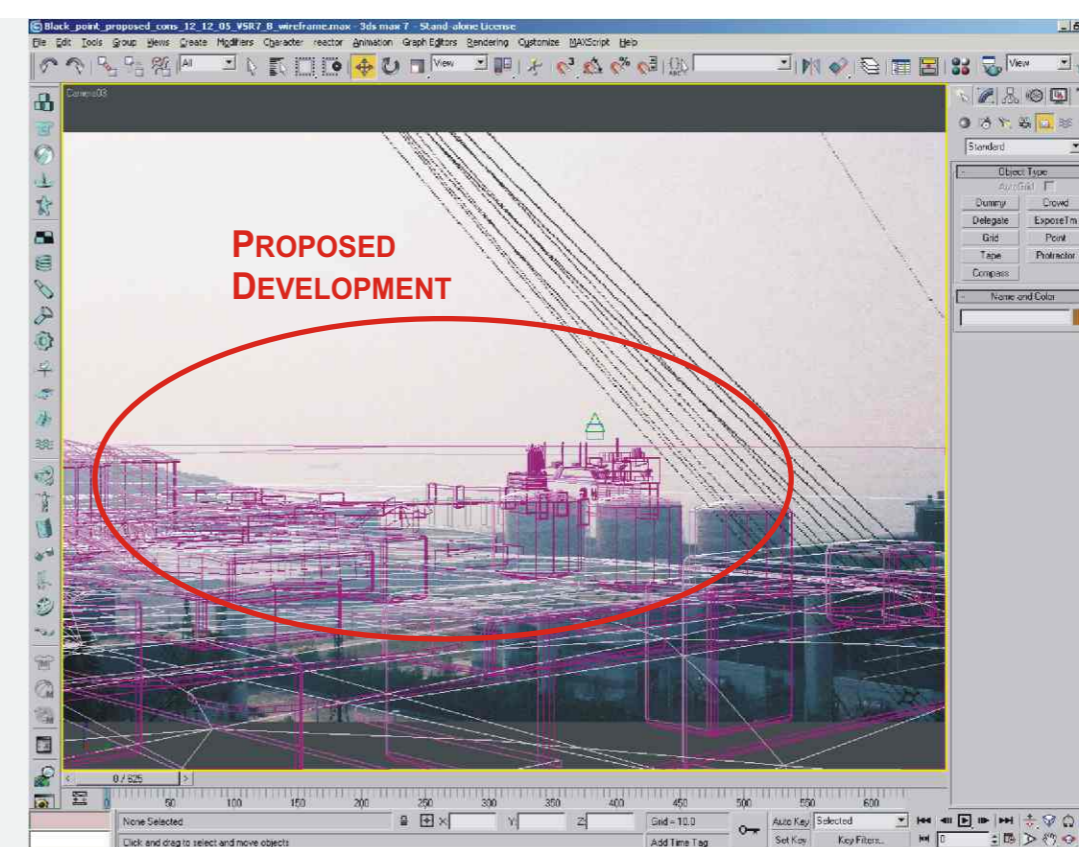 Black_point_proposed_cons_12_12_05_VSR7_B_wireframe.max - 3ds max 7 - Stand-alone License
File Edit Tools Group Views Create Modifiers Character reactor Animation Graph Editors Rendering Customize MAXScript Help
All View View
Camera03
Standard
- Object Type
AutoGrid
Dummy Crowd
Delegate ExposeTm
Grid Point
Tape Protractor
Compass
- Name and Color
PROPOSED
DEVELOPMENT
< 0 / 625 >
0 50 100 150 200 250 300 350 400 450 500 550 600
None Selected X: Y: Z: Grid = 10.0 Auto Key Selected
Click and drag to select and move objects Add Time Tag Set Key Key Filters... 0